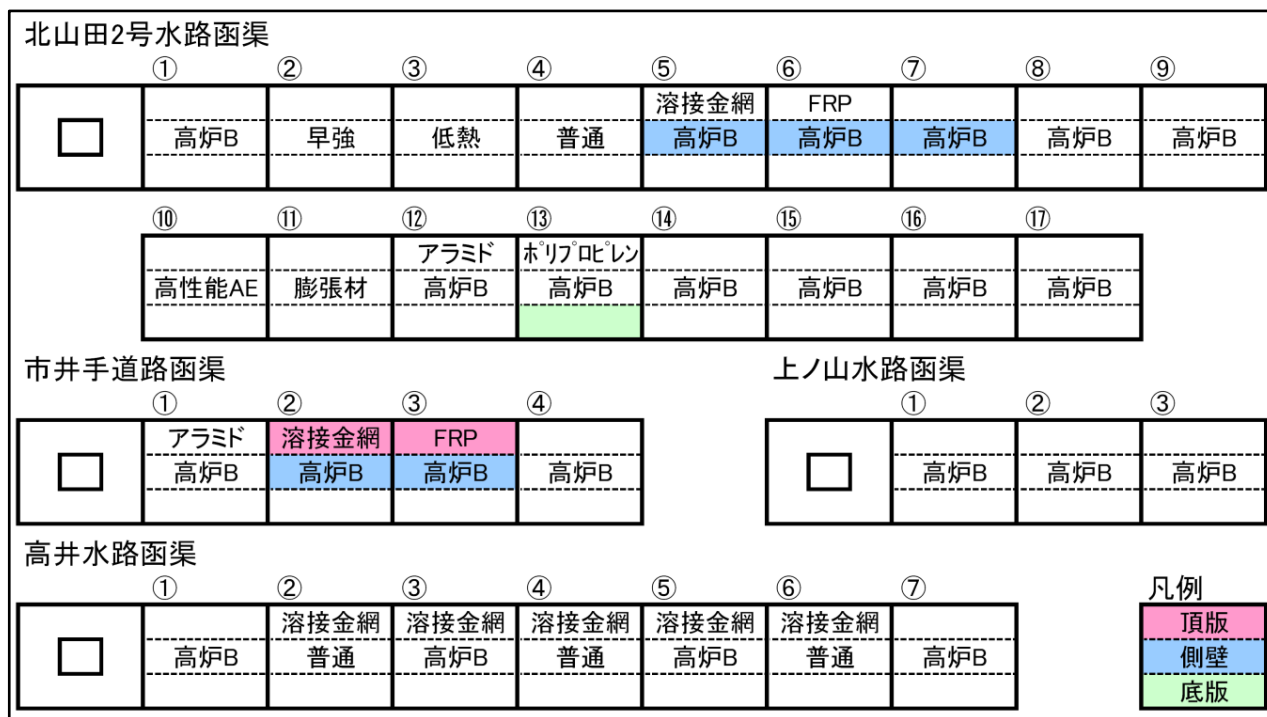 北山田2号水路函渠
① ② ③ ④ ⑤ ⑥ ⑦ ⑧ ⑨
溶接金網 FRP
高炉B 早強 低熱 普通 高炉B 高炉B 高炉B 高炉B 高炉B
⑩ ⑪ ⑫ ⑬ ⑭ ⑮ ⑯ ⑰
アラミド ポリプロピレン
高性能AE 膨張材 高炉B 高炉B 高炉B 高炉B 高炉B 高炉B
市井手道路函渠
① ② ③ ④
アラミド 溶接金網 FRP
高炉B 高炉B 高炉B 高炉B
上ノ山水路函渠
① ② ③
高炉B 高炉B 高炉B
高井水路函渠
① ② ③ ④ ⑤ ⑥ ⑦
溶接金網 溶接金網 溶接金網 溶接金網 溶接金網
高炉B 普通 高炉B 普通 高炉B 普通 高炉B
凡例
頂版
側壁
底版